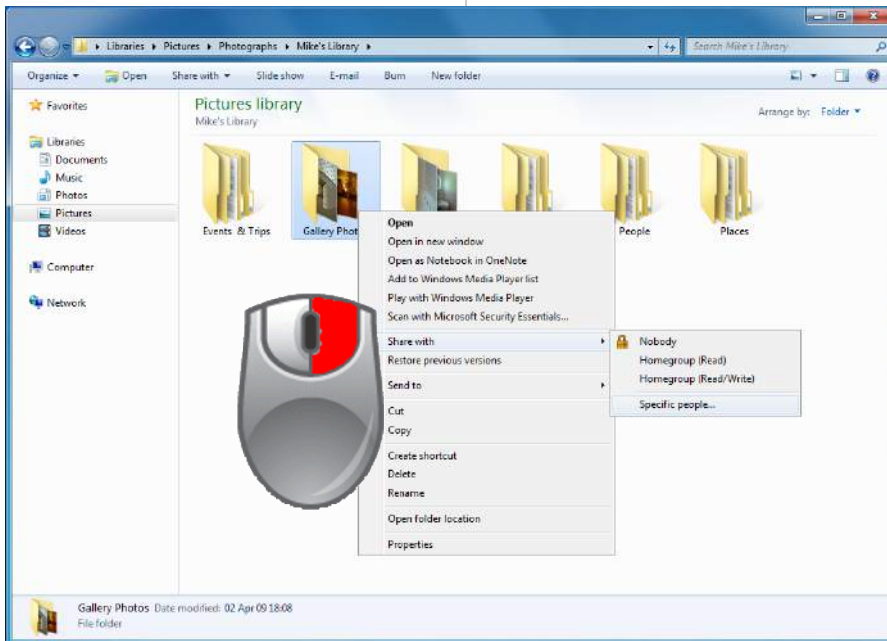 Libraries ▸ Pictures ▸ Photographs ▸ Mike's Library ▸
Search Mike's Library
Organize Open Share with Slide show E-mail Burn New folder
Favorites
Libraries
Documents
Music
Photos
Pictures
Videos
Computer
Network
Pictures library
Mike's Library
Arrange by: Folder
Events & Trips
Gallery Phot
People
Places
Open
Open in new window
Open as Notebook in OneNote
Add to Windows Media Player list
Play with Windows Media Player
Scan with Microsoft Security Essentials...
Share with
Restore previous versions
Send to
Cut
Copy
Create shortcut
Delete
Rename
Open folder location
Properties
Nobody
Homegroup (Read)
Homegroup (Read/Write)
Specific people...
Gallery Photos Date modified: 02 Apr 09 18:08
File folder